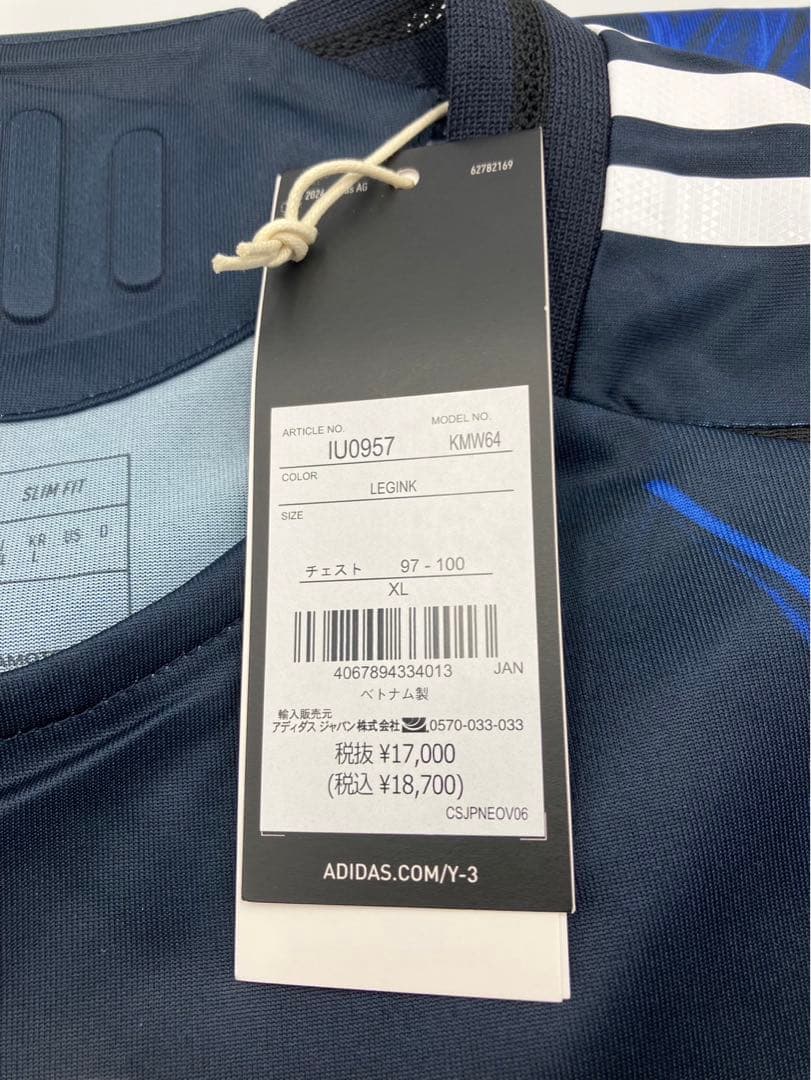 62782169
2024 adidas AG
ARTICLE NO. MODEL NO.
IU0957 KMW64
COLOR
LEGINK
SIZE
チェスト 97 - 100
XL
4067894334013 JAN
ベトナム製
輸入販売元
アディダス ジャパン株式会社 0570-033-033
税抜 ¥17,000
(税込 ¥18,700)
CSJPNEOV06
ADIDAS.COM/Y-3
SLIM FIT
KR US D
L